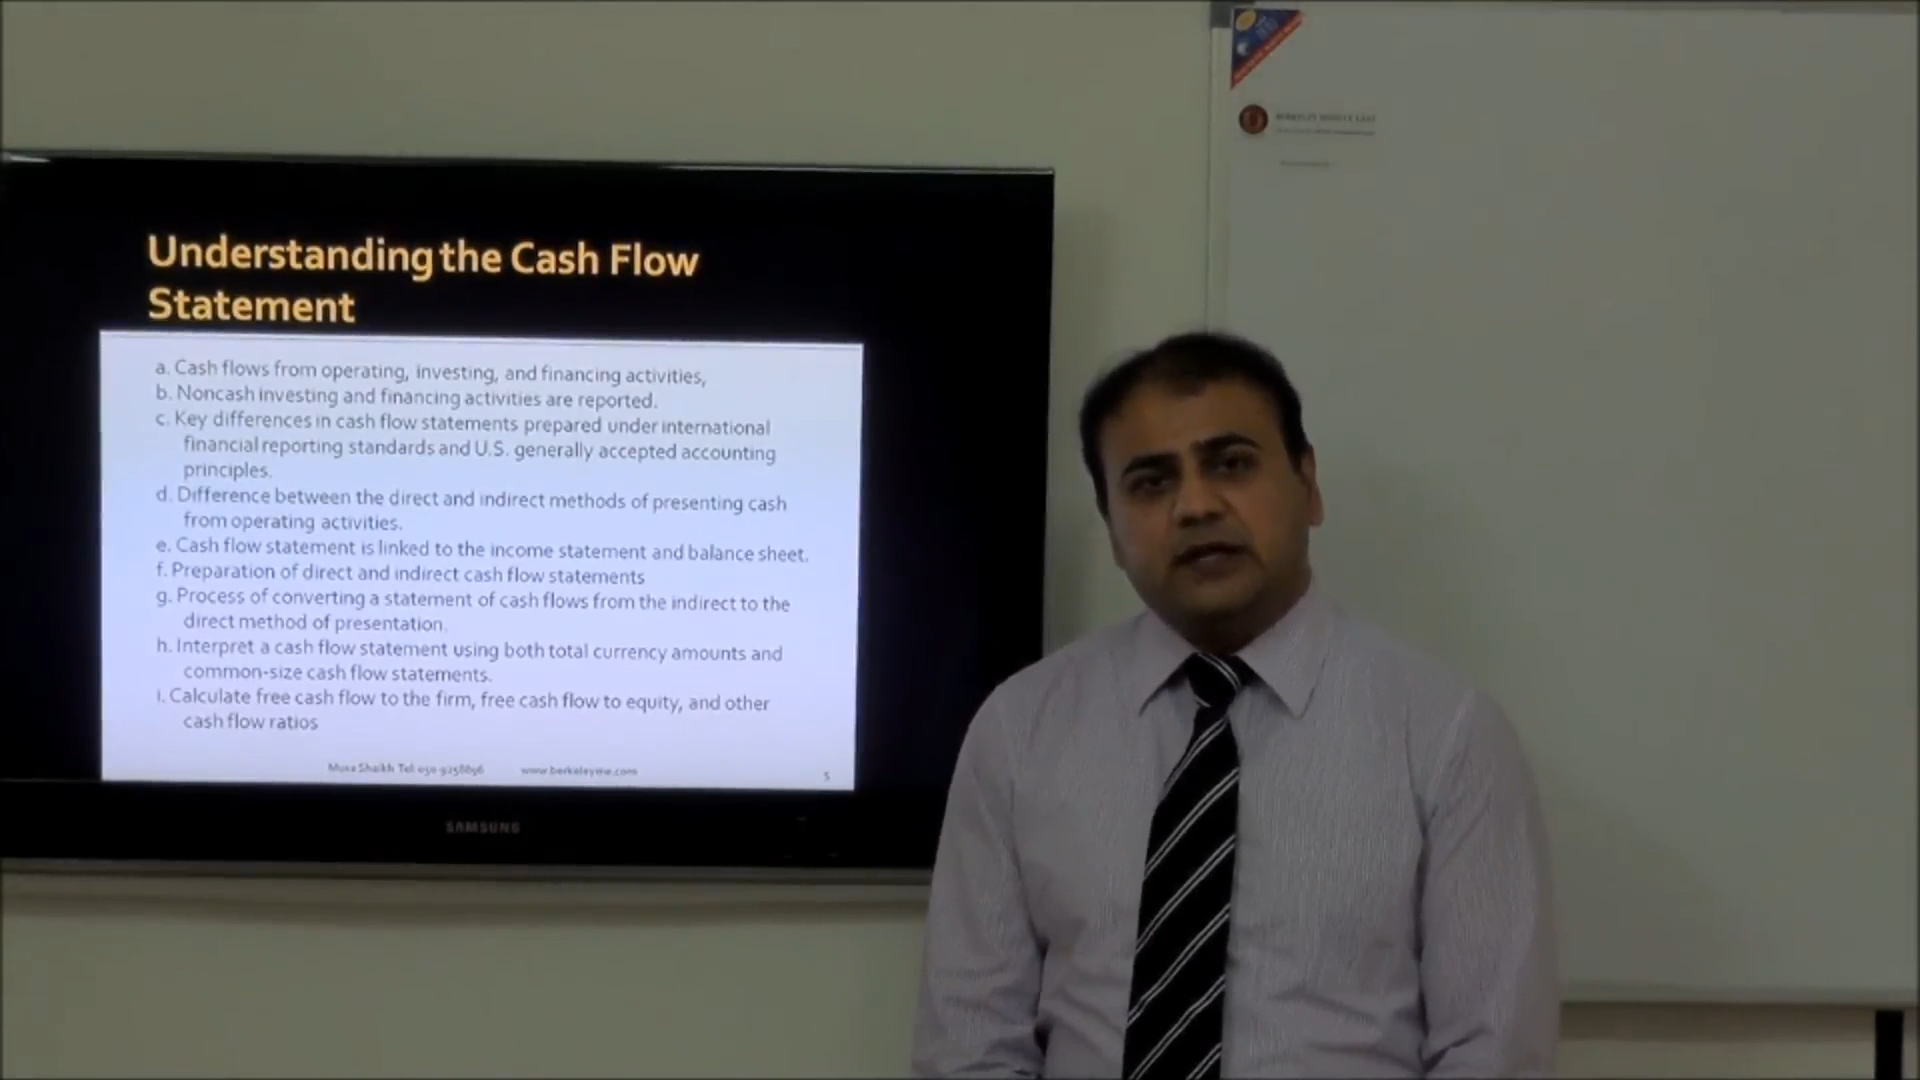 Understanding the Cash Flow
Statement
a. Cash flows from operating, investing, and financing activities,
b. Noncash investing and financing activities are reported.
c. Key differences in cash flow statements prepared under international
financial reporting standards and U.S. generally accepted accounting
principles.
d. Difference between the direct and indirect methods of presenting cash
from operating activities.
e. Cash flow statement is linked to the income statement and balance sheet.
f. Preparation of direct and indirect cash flow statements
g. Process of converting a statement of cash flows from the indirect to the
direct method of presentation.
h. Interpret a cash flow statement using both total currency amounts and
common-size cash flow statements.
i. Calculate free cash flow to the firm, free cash flow to equity, and other
cash flow ratios
Shaikh Tel: www.berkeleyme.com 5
SAMSUNG
BERKELEY MIDDLE EAST